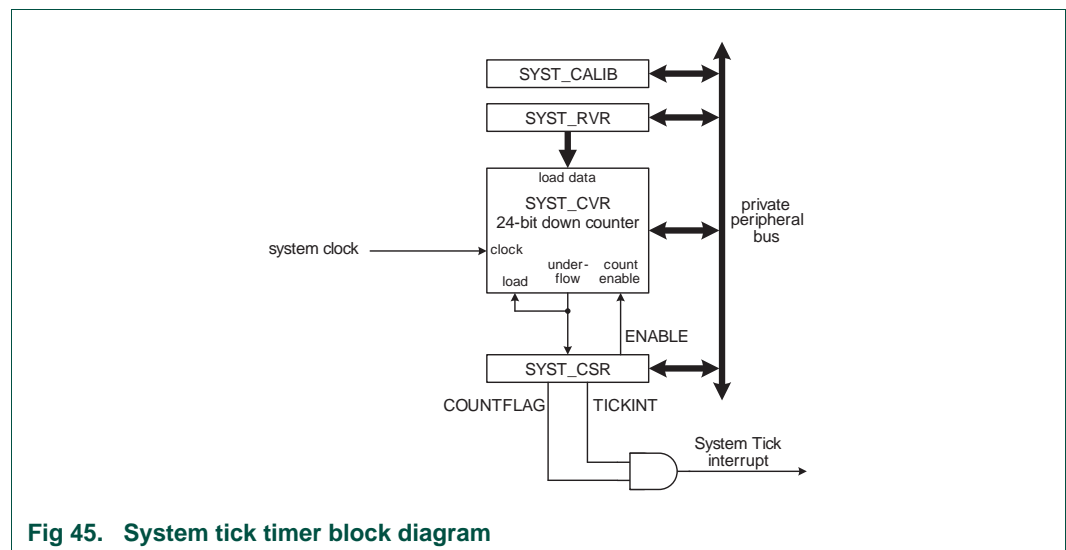 SYST_CALIB
SYST_RVR
load data
SYST_CVR
24-bit down counter
private
peripheral
bus
system clock
clock
under-
flow
count
enable
load
ENABLE
SYST_CSR
COUNTFLAG
TICKINT
System Tick
interrupt
Fig 45. System tick timer block diagram